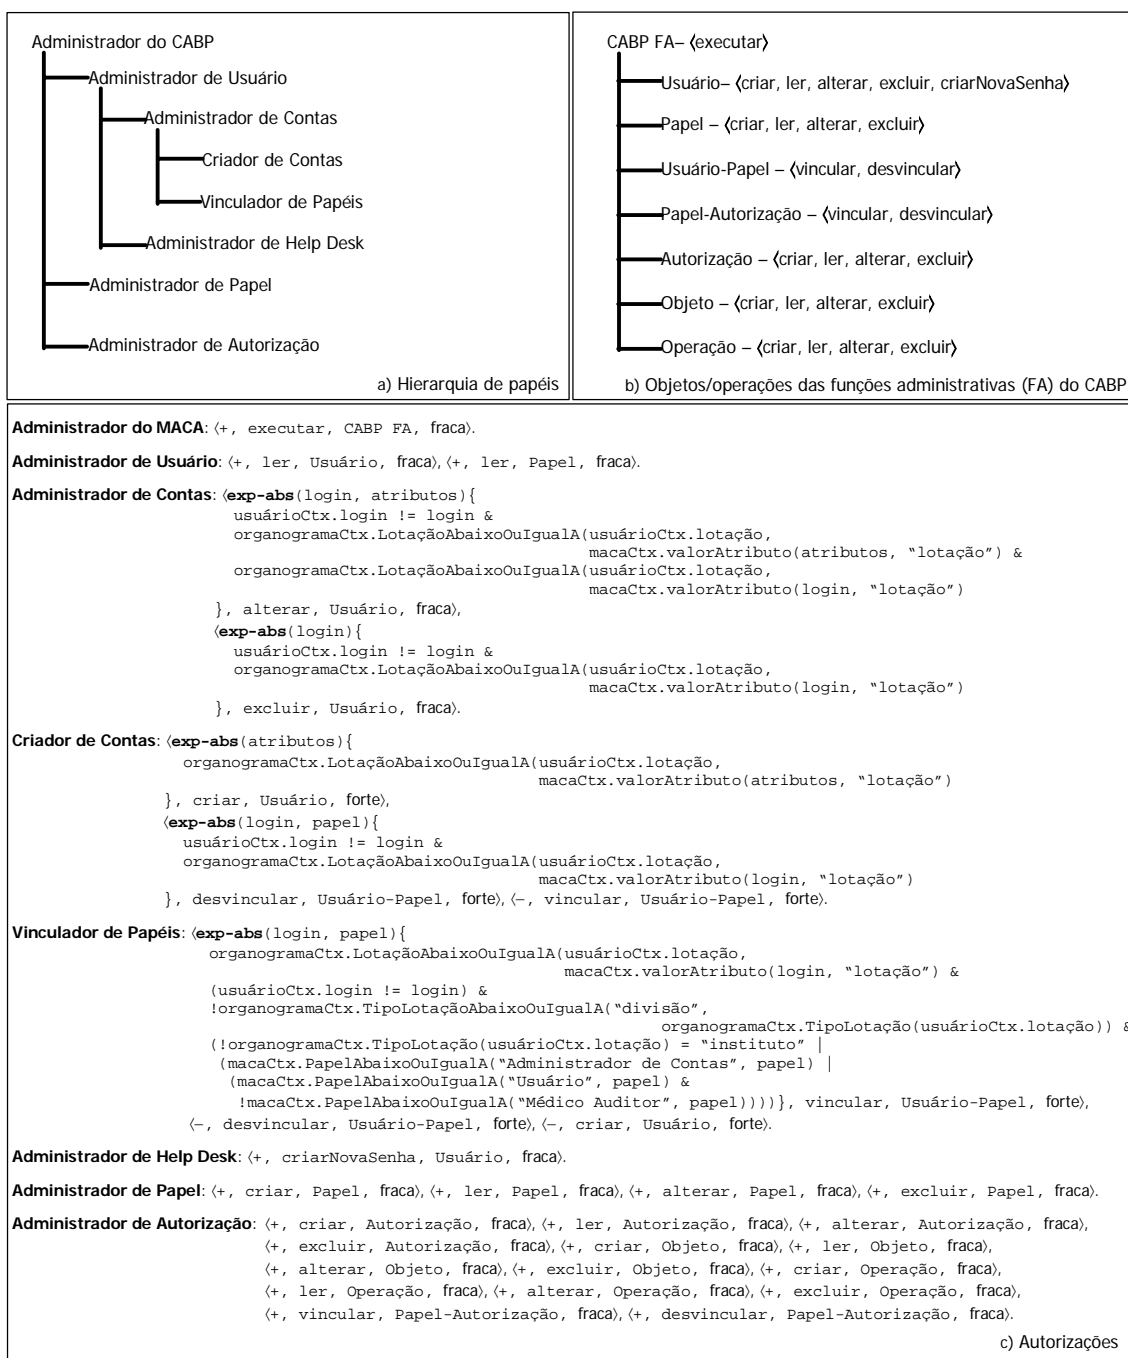 Administrador do CABP
Administrador de Usuário
Administrador de Contas
Criador de Contas
Vinculador de Papéis
Administrador de Help Desk
Administrador de Papel
Administrador de Autorização
a) Hierarquia de papéis
CABP FA– ⟨executar⟩
Usuário– ⟨criar, ler, alterar, excluir, criarNovaSenha⟩
Papel – ⟨criar, ler, alterar, excluir⟩
Usuário-Papel – ⟨vincular, desvincular⟩
Papel-Autorização – ⟨vincular, desvincular⟩
Autorização – ⟨criar, ler, alterar, excluir⟩
Objeto – ⟨criar, ler, alterar, excluir⟩
Operação – ⟨criar, ler, alterar, excluir⟩
b) Objetos/operações das funções administrativas (FA) do CABP
Administrador do MACA: ⟨+, executar, CABP FA, fraca⟩.
Administrador de Usuário: ⟨+, ler, Usuário, fraca⟩, ⟨+, ler, Papel, fraca⟩.
Administrador de Contas: ⟨exp-abs(login, atributos){
usuárioCtx.login != login &
organogramaCtx.LotaçãoAbaixoOuIgualA(usuárioCtx.lotação,
macaCtx.valorAtributo(atributos, “lotação”) &
organogramaCtx.LotaçãoAbaixoOuIgualA(usuárioCtx.lotação,
macaCtx.valorAtributo(login, “lotação”)
}, alterar, Usuário, fraca⟩,
⟨exp-abs(login){
usuárioCtx.login != login &
organogramaCtx.LotaçãoAbaixoOuIgualA(usuárioCtx.lotação,
macaCtx.valorAtributo(login, “lotação”)
}, excluir, Usuário, fraca⟩.
Criador de Contas: ⟨exp-abs(atributos){
organogramaCtx.LotaçãoAbaixoOuIgualA(usuárioCtx.lotação,
macaCtx.valorAtributo(atributos, “lotação”)
}, criar, Usuário, forte⟩,
⟨exp-abs(login, papel){
usuárioCtx.login != login &
organogramaCtx.LotaçãoAbaixoOuIgualA(usuárioCtx.lotação,
macaCtx.valorAtributo(login, “lotação”)
}, desvincular, Usuário-Papel, forte⟩, ⟨–, vincular, Usuário-Papel, forte⟩.
Vinculador de Papéis: ⟨exp-abs(login, papel){
organogramaCtx.LotaçãoAbaixoOuIgualA(usuárioCtx.lotação,
macaCtx.valorAtributo(login, “lotação”) &
(usuárioCtx.login != login) &
!organogramaCtx.TipoLotaçãoAbaixoOuIgualA(“divisão”,
organogramaCtx.TipoLotação(usuárioCtx.lotação)) &
(!organogramaCtx.TipoLotação(usuárioCtx.lotação) = “instituto” |
(macaCtx.PapelAbaixoOuIgualA(“Administrador de Contas”, papel) |
(macaCtx.PapelAbaixoOuIgualA(“Usuário”, papel) &
!macaCtx.PapelAbaixoOuIgualA(“Médico Auditor”, papel))))}, vincular, Usuário-Papel, forte⟩,
⟨–, desvincular, Usuário-Papel, forte⟩, ⟨–, criar, Usuário, forte⟩.
Administrador de Help Desk: ⟨+, criarNovaSenha, Usuário, fraca⟩.
Administrador de Papel: ⟨+, criar, Papel, fraca⟩, ⟨+, ler, Papel, fraca⟩, ⟨+, alterar, Papel, fraca⟩, ⟨+, excluir, Papel, fraca⟩.
Administrador de Autorização: ⟨+, criar, Autorização, fraca⟩, ⟨+, ler, Autorização, fraca⟩, ⟨+, alterar, Autorização, fraca⟩,
⟨+, excluir, Autorização, fraca⟩, ⟨+, criar, Objeto, fraca⟩, ⟨+, ler, Objeto, fraca⟩,
⟨+, alterar, Objeto, fraca⟩, ⟨+, excluir, Objeto, fraca⟩, ⟨+, criar, Operação, fraca⟩,
⟨+, ler, Operação, fraca⟩, ⟨+, alterar, Operação, fraca⟩, ⟨+, excluir, Operação, fraca⟩,
⟨+, vincular, Papel-Autorização, fraca⟩, ⟨+, desvincular, Papel-Autorização, fraca⟩.
c) Autorizações